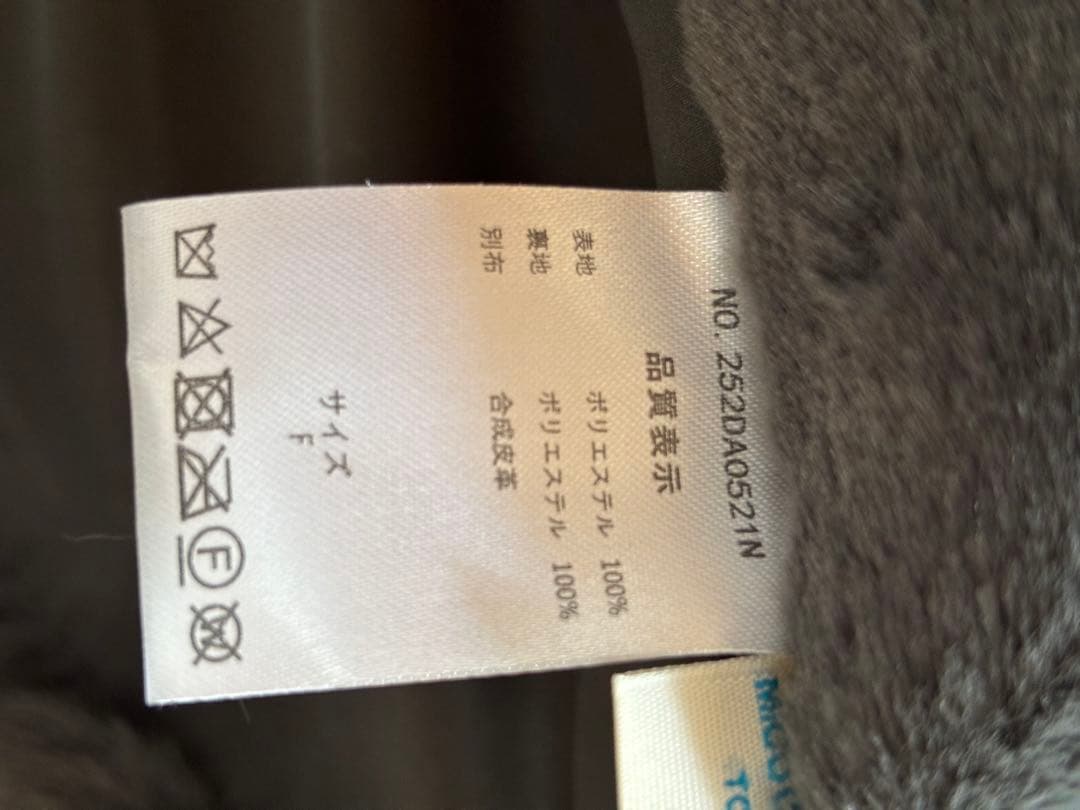 NO. 252DA0521N
品質表示
表地 ポリエステル 100%
裏地 ポリエステル 100%
別布 合成皮革
サイズ
F
F
W